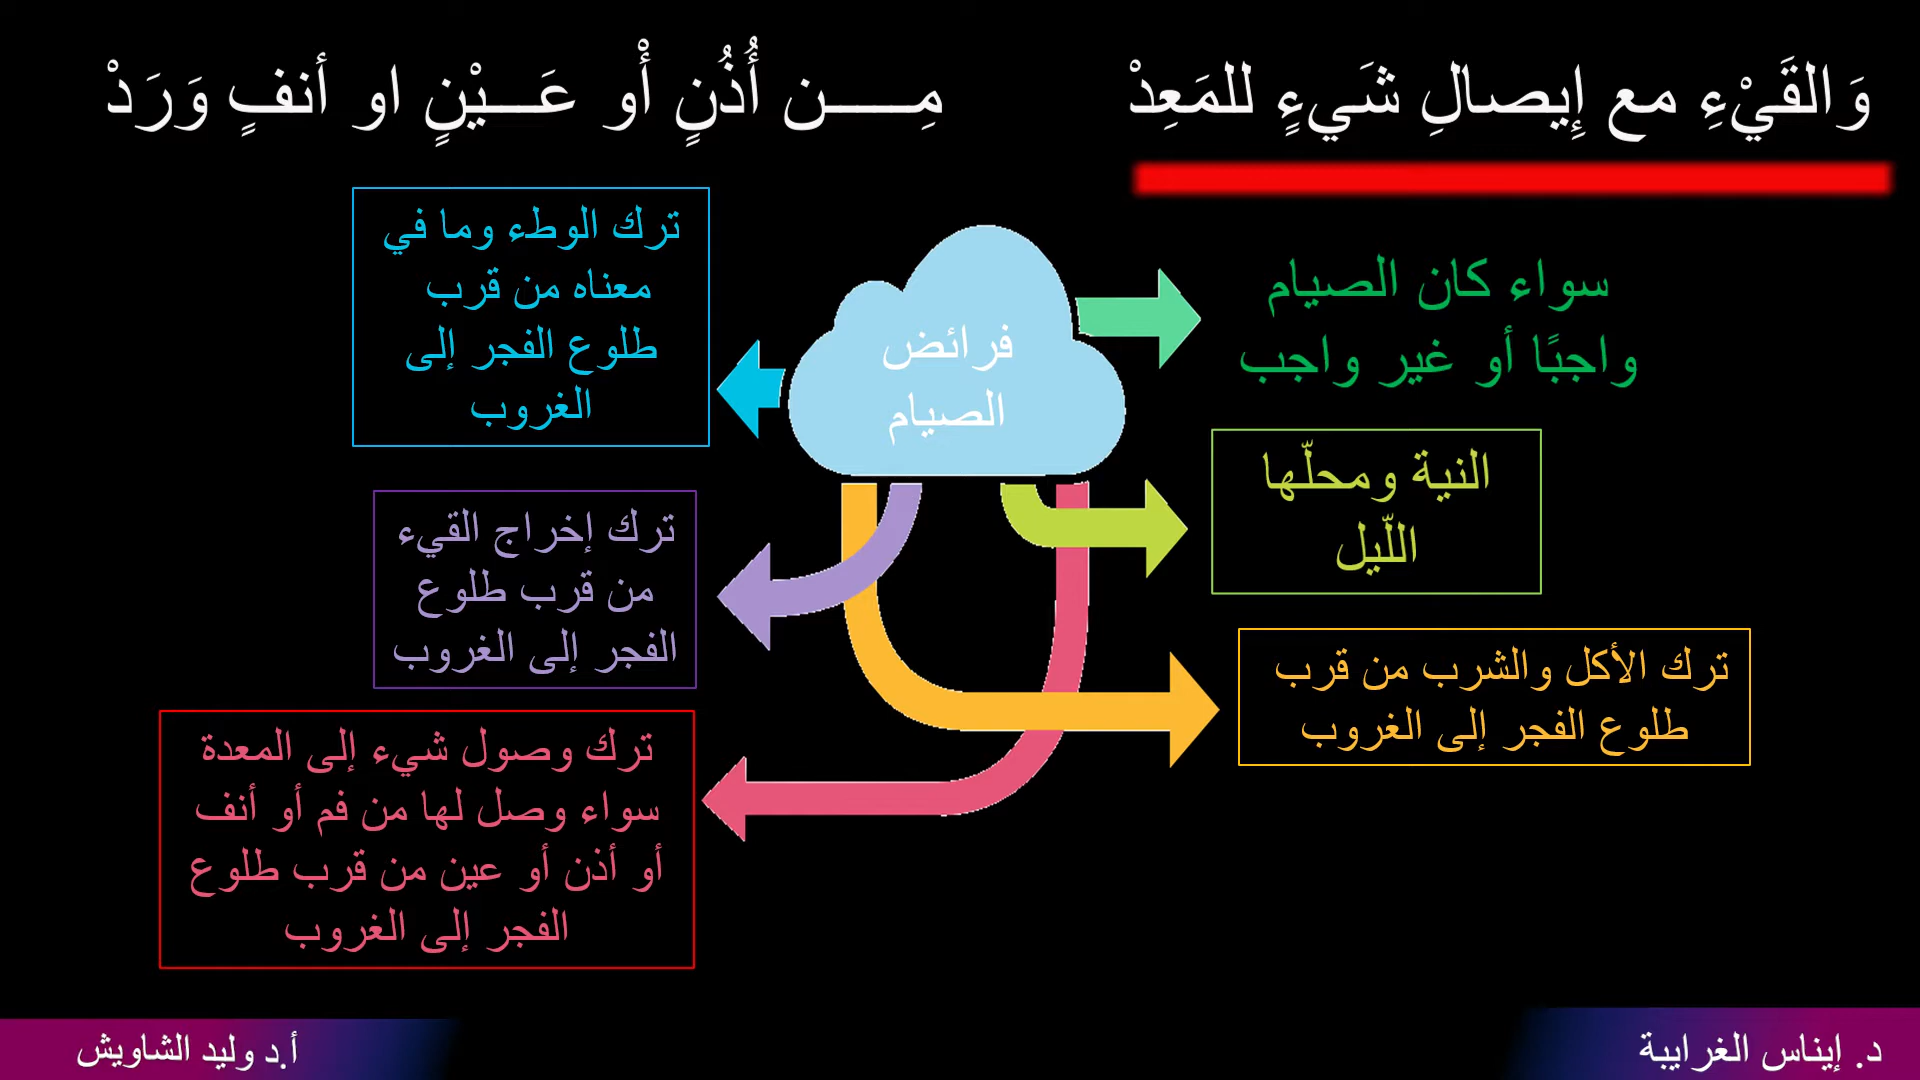 وَالقَيْءِ مع إِيصالِ شَيءٍ للمَعِدْ مِـــن أُذُنٍ أْو عَـــيْنٍ او أنفٍ وَرَدْ
فرائض
الصيام
سواء كان الصيام
واجبًا أو غير واجب
النية ومحلّها
اللّيل
ترك الأكل والشرب من قرب
طلوع الفجر إلى الغروب
ترك الوطء وما في
معناه من قرب
طلوع الفجر إلى
الغروب
ترك إخراج القيء
من قرب طلوع
الفجر إلى الغروب
ترك وصول شيء إلى المعدة
سواء وصل لها من فم أو أنف
أو أذن أو عين من قرب طلوع
الفجر إلى الغروب
د. إيناس الغرايبة
أ.د وليد الشاويش